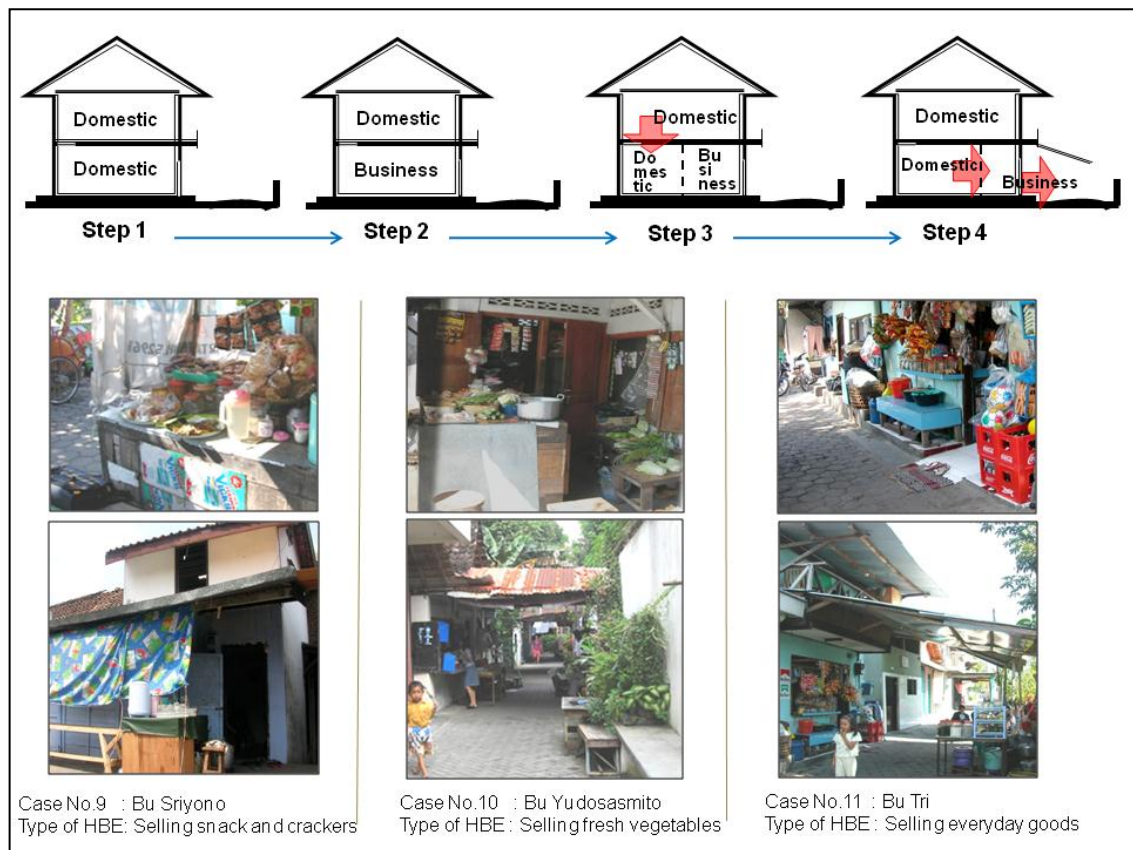 Domestic
Domestic
Domestic
Business
Domestic
Do
mes
tic
Bu
si
ness
Domestic
Domestic
Business
Step 1
Step 2
Step 3
Step 4
Case No.9 : Bu Sriyono
Type of HBE: Selling snack and crackers
Case No.10 : Bu Yudosasmito
Type of HBE : Selling fresh vegetables
Case No.11 : Bu Tri
Type of HBE : Selling everyday goods